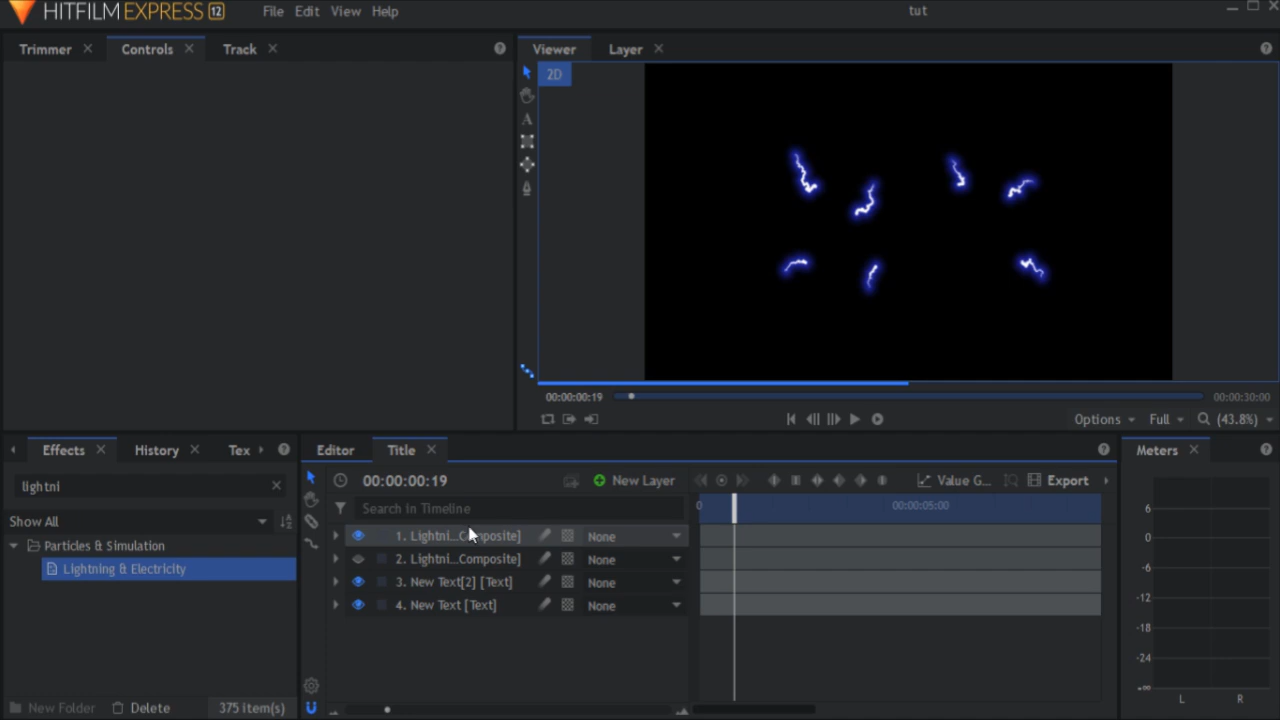 HITFILM EXPRESS 12 File Edit View Help tut
Trimmer Controls Track
Viewer Layer
2D
A
00:00:00:19 00:00:30:00
Options Full (43.8%)
Effects History Tex
lightni
Show All
Particles & Simulation
Lightning & Electricity
New Folder Delete 375 item(s)
Editor Title
00:00:00:19 New Layer Value G... Export
Search In Timeline 0 00:00:05:00
1. Lightni...Composite] None
2. Lightni...Composite] None
3. New Text[2] [Text] None
4. New Text [Text] None
Meters
6
0
-6
-12
-18
-24
-∞
L R